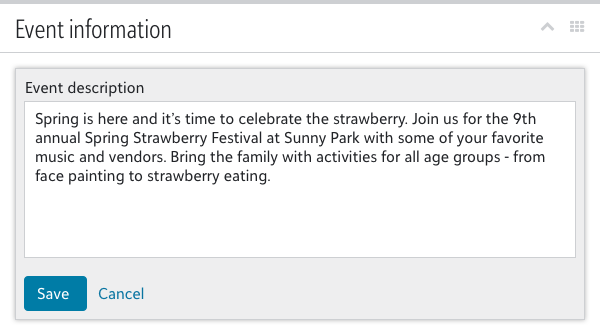 Event information
Event description
Spring is here and it's time to celebrate the strawberry. Join us for the 9th
annual Spring Strawberry Festival at Sunny Park with some of your favorite
music and vendors. Bring the family with activities for all age groups - from
face painting to strawberry eating.
Save Cancel